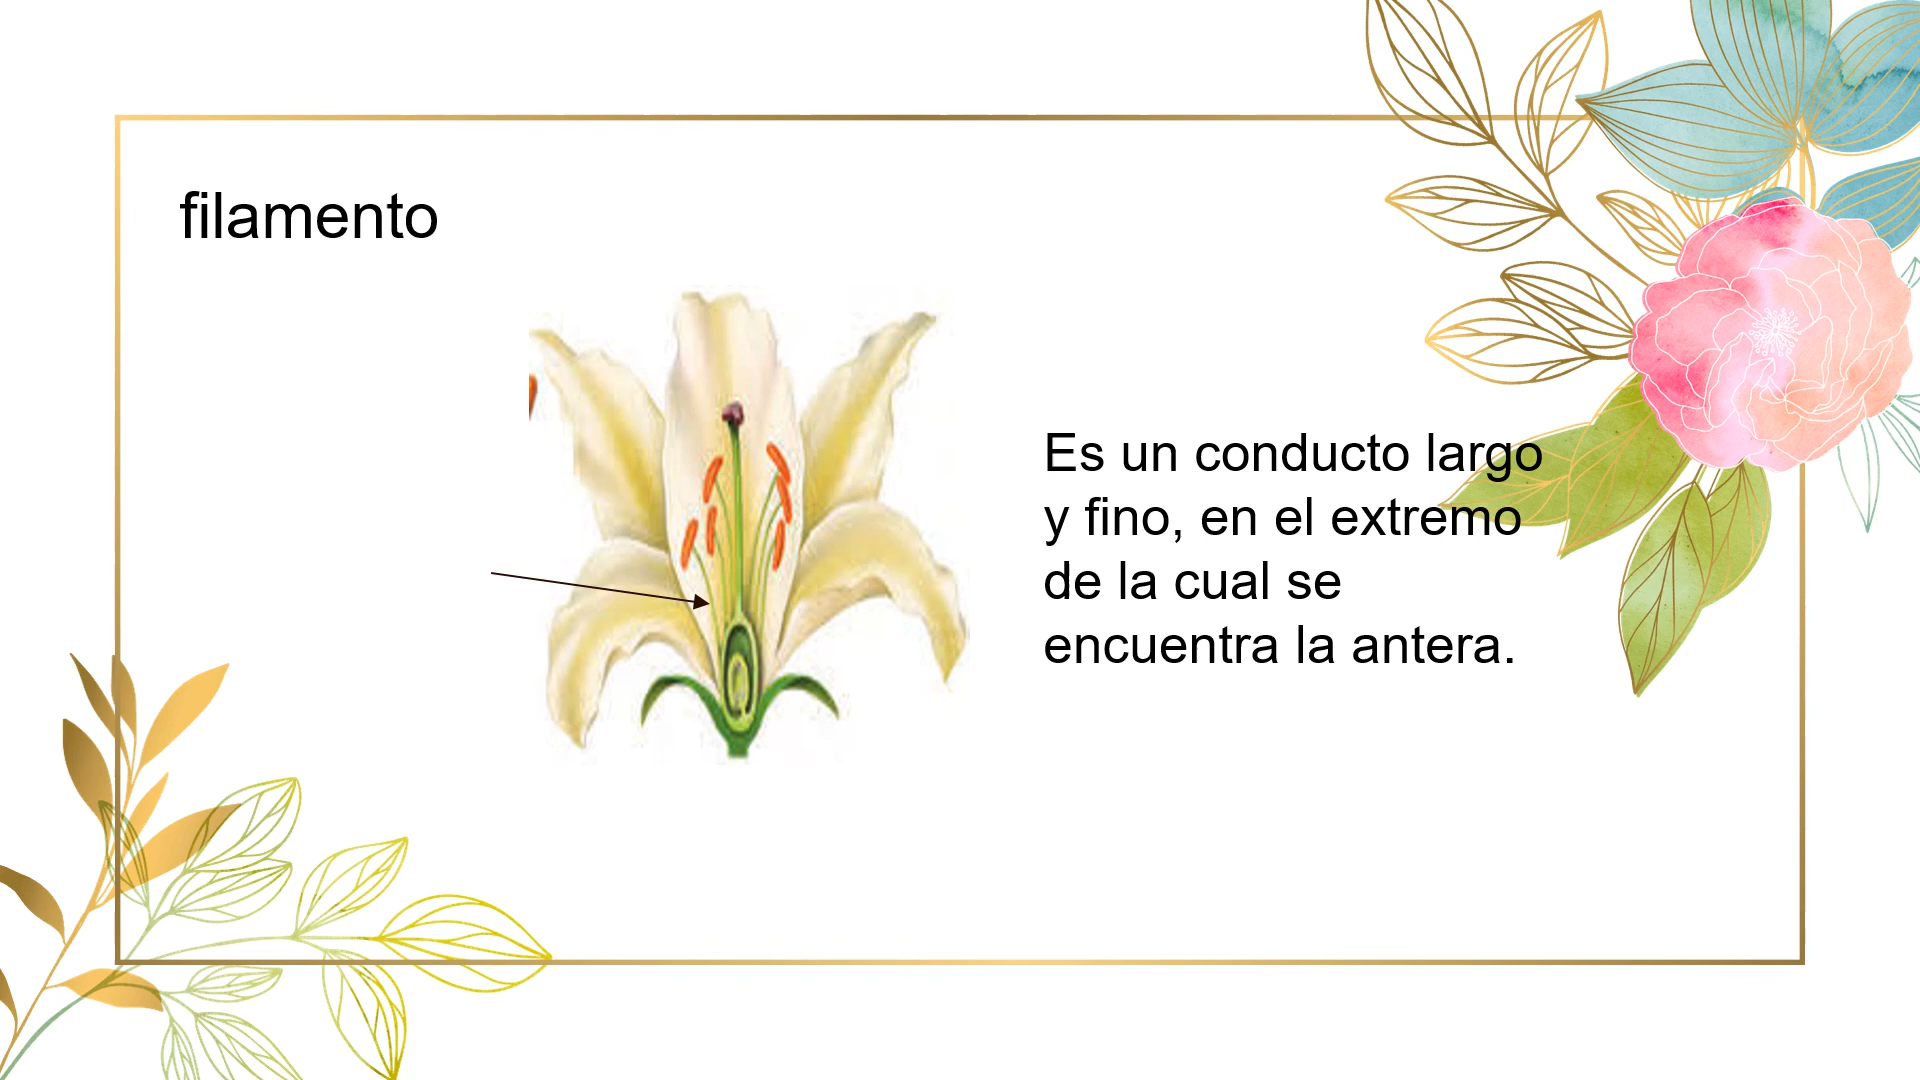 filamento
Es un conducto largo
y fino, en el extremo
de la cual se
encuentra la antera.